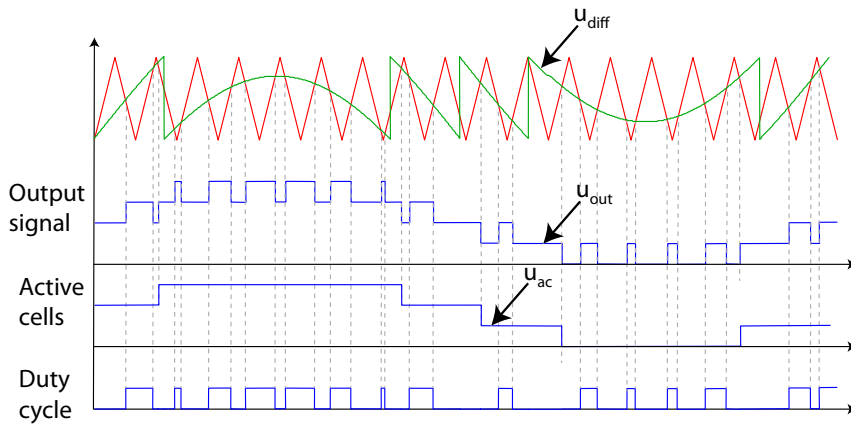 u_diff
Output
signal
u_out
Active
cells
u_ac
Duty
cycle